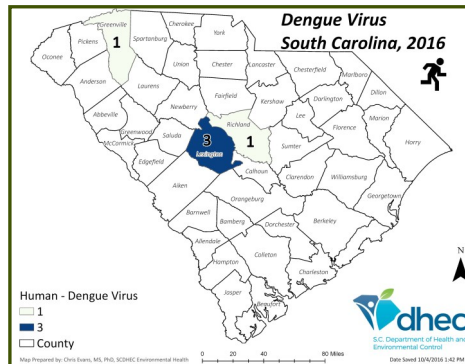 Dengue Virus
South Carolina, 2016
Greenville
1
Cherokee
York
Oconee
Pickens
Spartanburg
Union
Chester
Lancaster
Chesterfield
Marlboro
Dillon
Anderson
Laurens
Newberry
Fairfield
Kershaw
Darlington
Lee
Florence
Marion
Horry
Abbeville
Greenwood
McCormick
Saluda
Edgefield
3
Lexington
Richland
1
Sumter
Calhoun
Clarendon
Williamsburg
Georgetown
Aiken
Orangeburg
Barnwell
Bamberg
Dorchester
Berkeley
Allendale
Hampton
Colleton
Charleston
Jasper
Beaufort
N
Human - Dengue Virus
1
3
County
dhec
S.C. Department of Health and
Environmental Control
Map Prepared by: Chris Evans, MS, PhD, SCDHEC Environmental Health
0 20 40 80 Miles
Date Saved 10/4/2016 1:42 PM